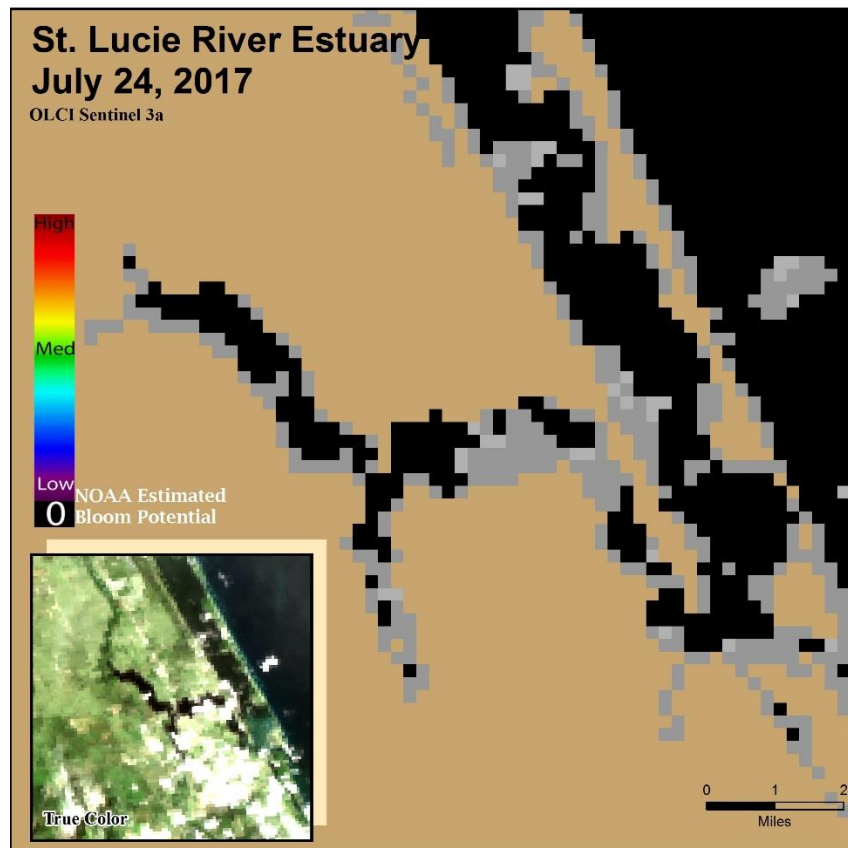 St. Lucie River Estuary
July 24, 2017
OLCI Sentinel 3a
High
Med
Low
0
NOAA Estimated
Bloom Potential
True Color
0 1 2
Miles